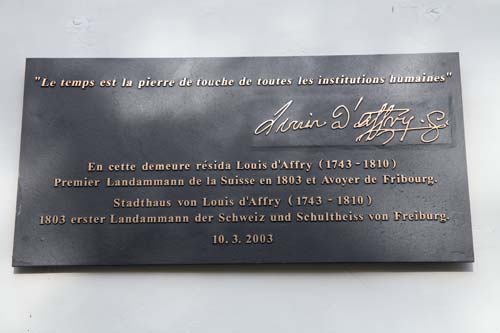 "Le temps est la pierre de touche de toutes les institutions humaines"
D'affry
En cette demeure résida Louis d'Affry (1743 - 1810)
Premier Landammann de la Suisse en 1803 et Avoyer de Fribourg.
Stadthaus von Louis d'Affry (1743 - 1810)
1803 erster Landammann der Schweiz und Schultheiss von Freiburg.
10. 3. 2003